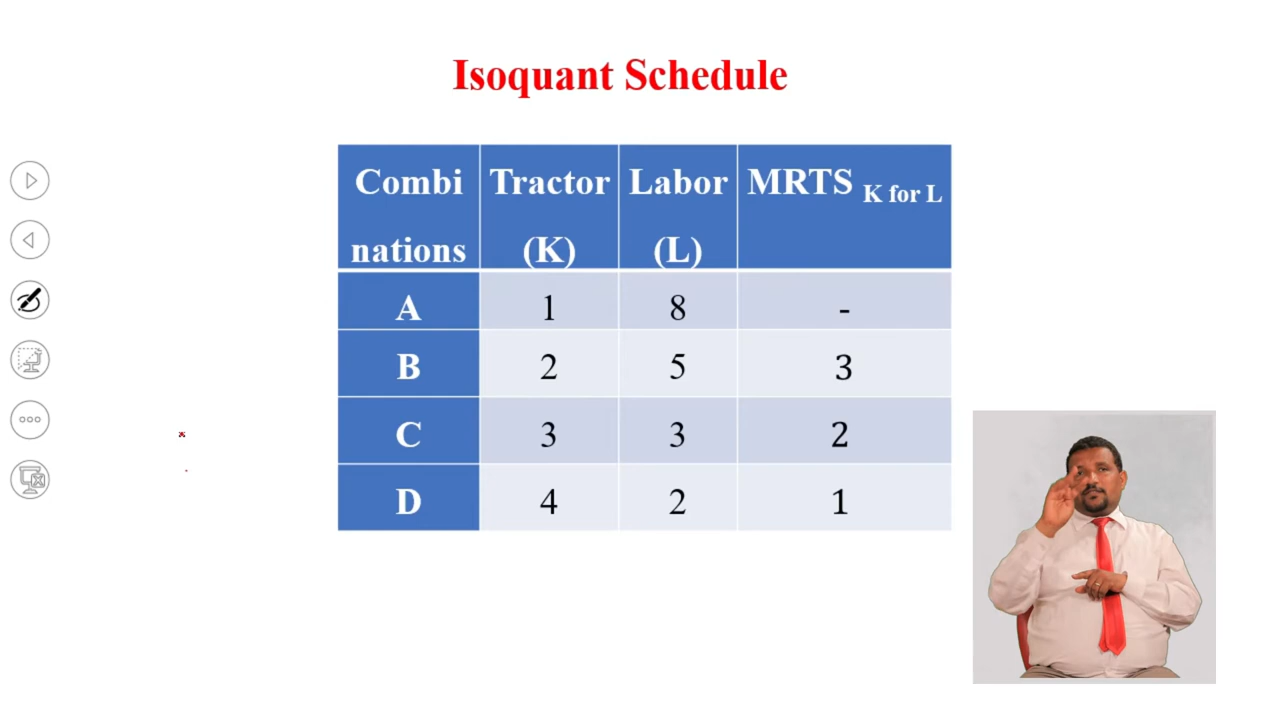 Isoquant Schedule
Combi Tractor Labor MRTS K for L
nations (K) (L)
A 1 8 -
B 2 5 3
C 3 3 2
D 4 2 1